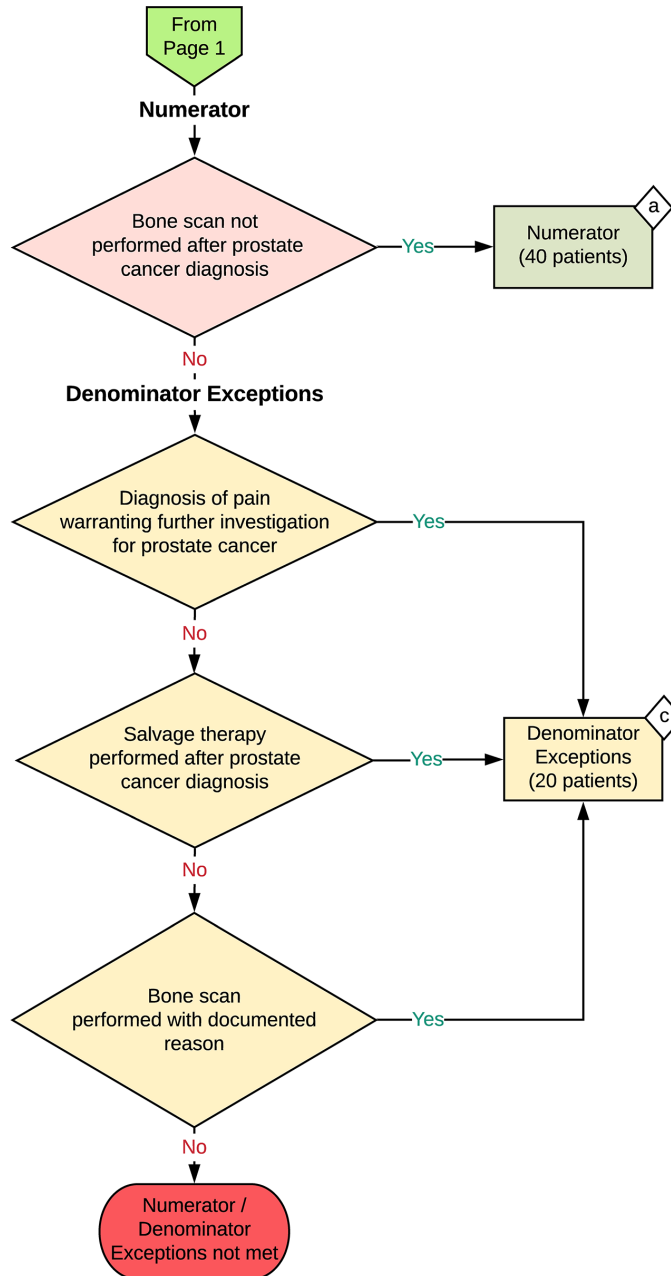 From
Page 1
Numerator
Bone scan not
performed after prostate
cancer diagnosis
Yes
a
Numerator
(40 patients)
No
Denominator Exceptions
Diagnosis of pain
warranting further investigation
for prostate cancer
Yes
No
Salvage therapy
performed after prostate
cancer diagnosis
Yes
c
Denominator
Exceptions
(20 patients)
No
Bone scan
performed with documented
reason
Yes
No
Numerator /
Denominator
Exceptions not met